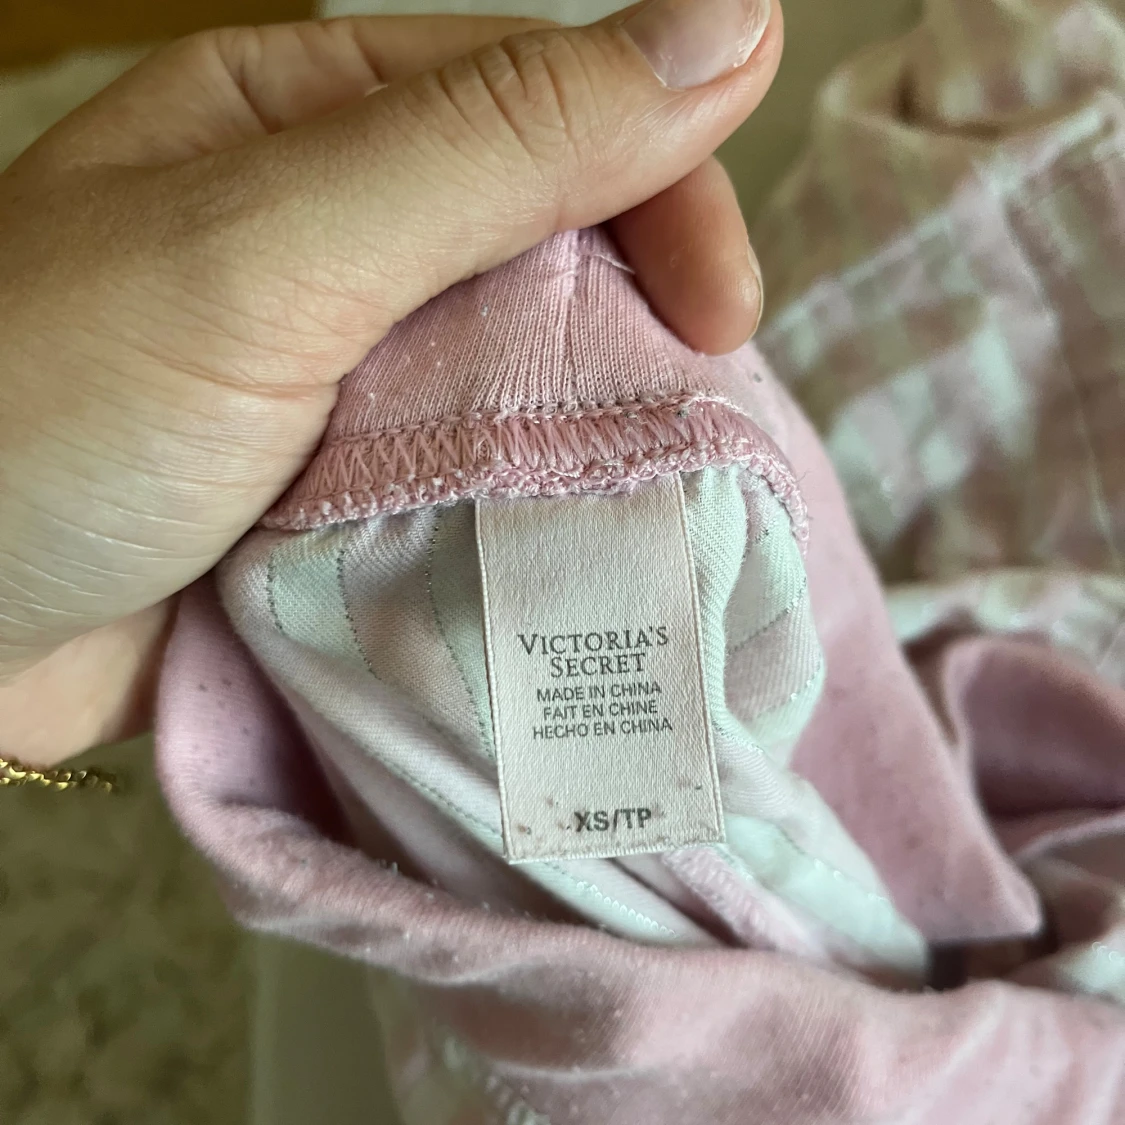 VICTORIA'S
SECRET
MADE IN CHINA
FAIT EN CHINE
HECHO EN CHINA
XS/TP